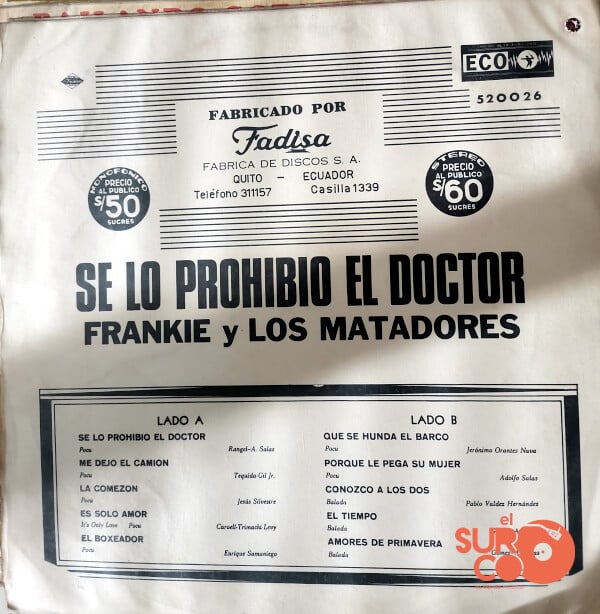 ECO
520026
FABRICADO POR
Fadisa
FABRICA DE DISCOS S. A.
QUITO — ECUADOR
Teléfono 311157 Casilla 1339
MONOFONICO
PRECIO
AL PUBLICO
S/50
SUCRES
STEREO
PRECIO
AL PUBLICO
S/60
SUCRES
SE LO PROHIBIO EL DOCTOR
FRANKIE y LOS MATADORES
LADO A
SE LO PROHIBIO EL DOCTOR
Pocu Rangel-A. Salas
ME DEJO EL CAMION
Pocu Tequida-Gil Jr.
LA COMEZON
Pocu Jesús Silvestre
ES SOLO AMOR
It's Only Love Pocu Carvell-Trimachi-Levy
EL BOXEADOR
Pocu Enrique Samaniego
LADO B
QUE SE HUNDA EL BARCO
Pocu Jerónimo Orantes Nava
PORQUE LE PEGA SU MUJER
Pocu Adolfo Salas
CONOZCO A LOS DOS
Balada Pablo Valdez Hernández
EL TIEMPO
Balada
AMORES DE PRIMAVERA
Balada
el
SURCO